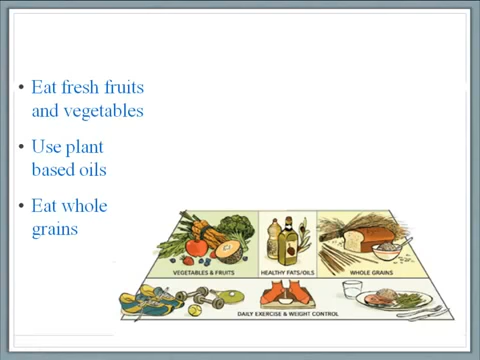 • Eat fresh fruits
and vegetables
• Use plant
based oils
• Eat whole
grains
VEGETABLES & FRUITS
HEALTHY FATS/OILS
WHOLE GRAINS
DAILY EXERCISE & WEIGHT CONTROL